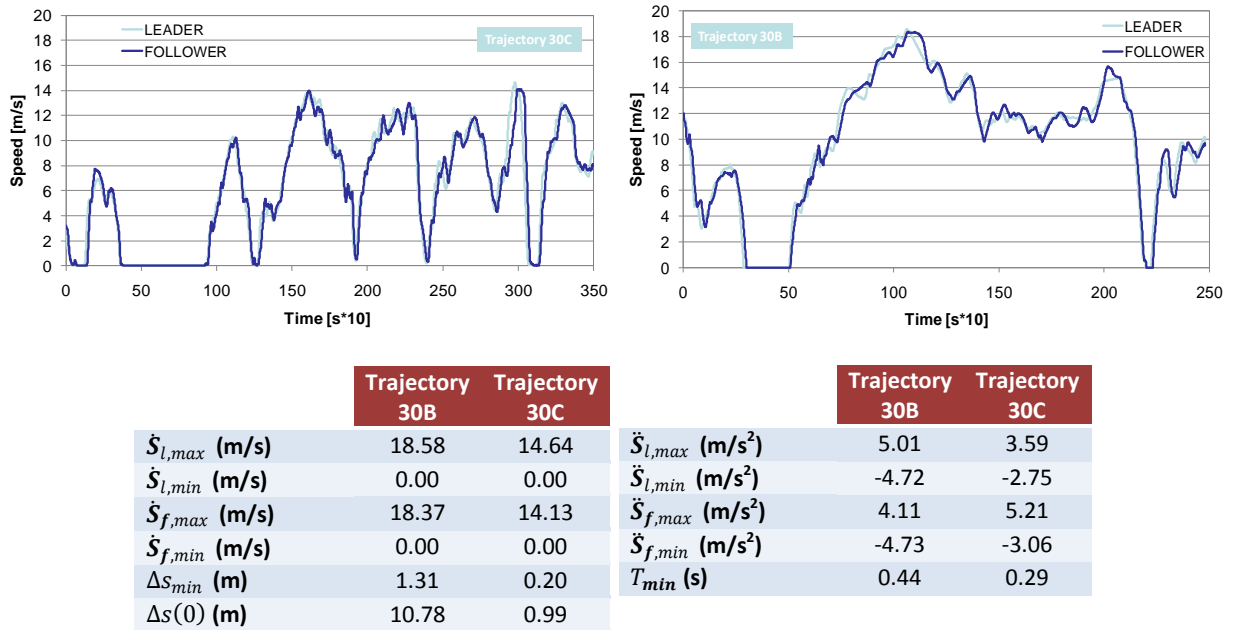 20
18
16
14
12
10
8
6
4
2
0
Speed [m/s]
LEADER
FOLLOWER
Trajectory 30C
0 50 100 150 200 250 300 350
Time [s*10]
20
18
16
14
12
10
8
6
4
2
0
Speed [m/s]
Trajectory 30B
LEADER
FOLLOWER
0 50 100 150 200 250
Time [s*10]
Trajectory 30B Trajectory 30C
Ṡl,max (m/s) 18.58 14.64
Ṡl,min (m/s) 0.00 0.00
Ṡf,max (m/s) 18.37 14.13
Ṡf,min (m/s) 0.00 0.00
Δsmin (m) 1.31 0.20
Δs(0) (m) 10.78 0.99
Trajectory 30B Trajectory 30C
S̈l,max (m/s²) 5.01 3.59
S̈l,min (m/s²) -4.72 -2.75
S̈f,max (m/s²) 4.11 5.21
S̈f,min (m/s²) -4.73 -3.06
Tmin (s) 0.44 0.29